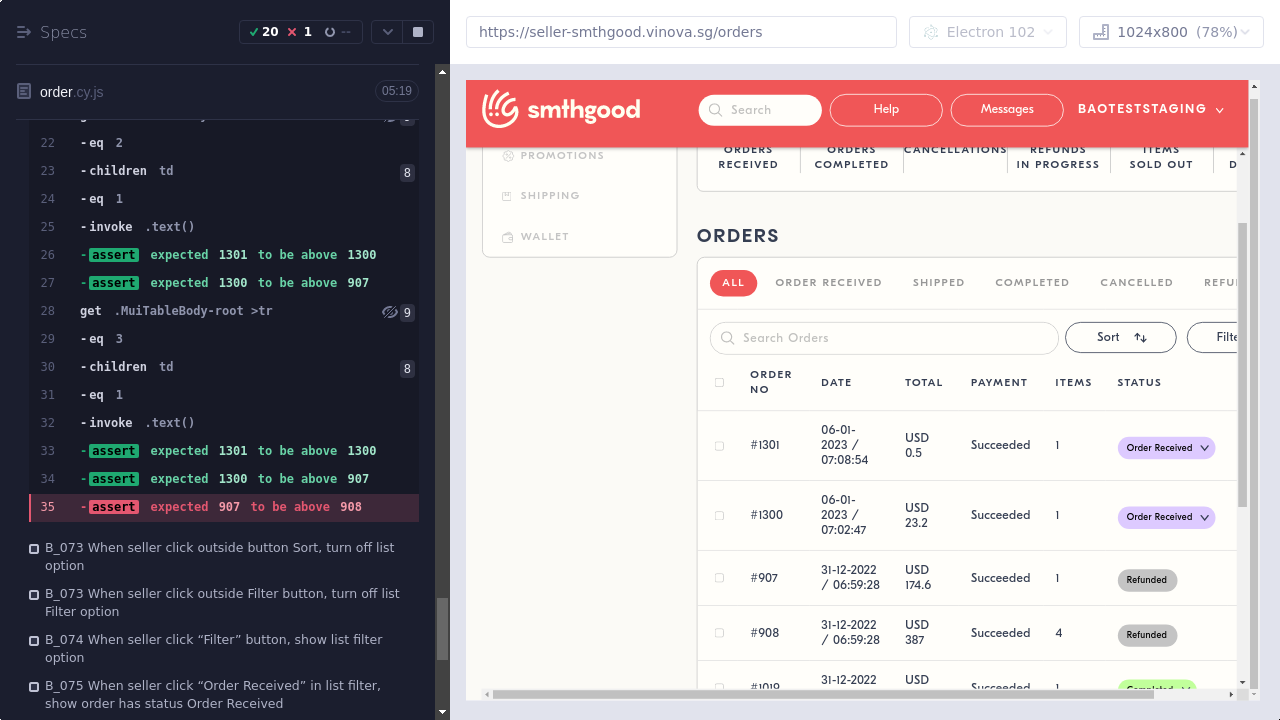 Specs
20 1 --
order.cy.js
05:19
22 -eq 2
23 -children td 8
24 -eq 1
25 -invoke .text()
26 -assert expected 1301 to be above 1300
27 -assert expected 1300 to be above 907
28 get .MuiTableBody-root >tr 9
29 -eq 3
30 -children td 8
31 -eq 1
32 -invoke .text()
33 -assert expected 1301 to be above 1300
34 -assert expected 1300 to be above 907
35 -assert expected 907 to be above 908
B_073 When seller click outside button Sort, turn off list
option
B_073 When seller click outside Filter button, turn off list
Filter option
B_074 When seller click “Filter” button, show list filter
option
B_075 When seller click “Order Received” in list filter,
show order has status Order Received
https://seller-smthgood.vinova.sg/orders
Electron 102
1024x800 (78%)
smthgood
Search
Help
Messages
BAOTESTSTAGING
PROMOTIONS
SHIPPING
WALLET
ORDERS
RECEIVED
ORDERS
COMPLETED
CANCELLATIONS
REFUNDS
IN PROGRESS
ITEMS
SOLD OUT
D
ORDERS
ALL ORDER RECEIVED SHIPPED COMPLETED CANCELLED REFU
Search Orders
Sort
Filte
ORDER
NO
DATE TOTAL PAYMENT ITEMS STATUS
#1301
06-01-
2023 /
07:08:54
USD
0.5
Succeeded 1 Order Received
#1300
06-01-
2023 /
07:02:47
USD
23.2
Succeeded 1 Order Received
#907
31-12-2022
/ 06:59:28
USD
174.6
Succeeded 1 Refunded
#908
31-12-2022
/ 06:59:28
USD
387
Succeeded 4 Refunded
#1019
31-12-2022
USD
Succeeded 1 Completed